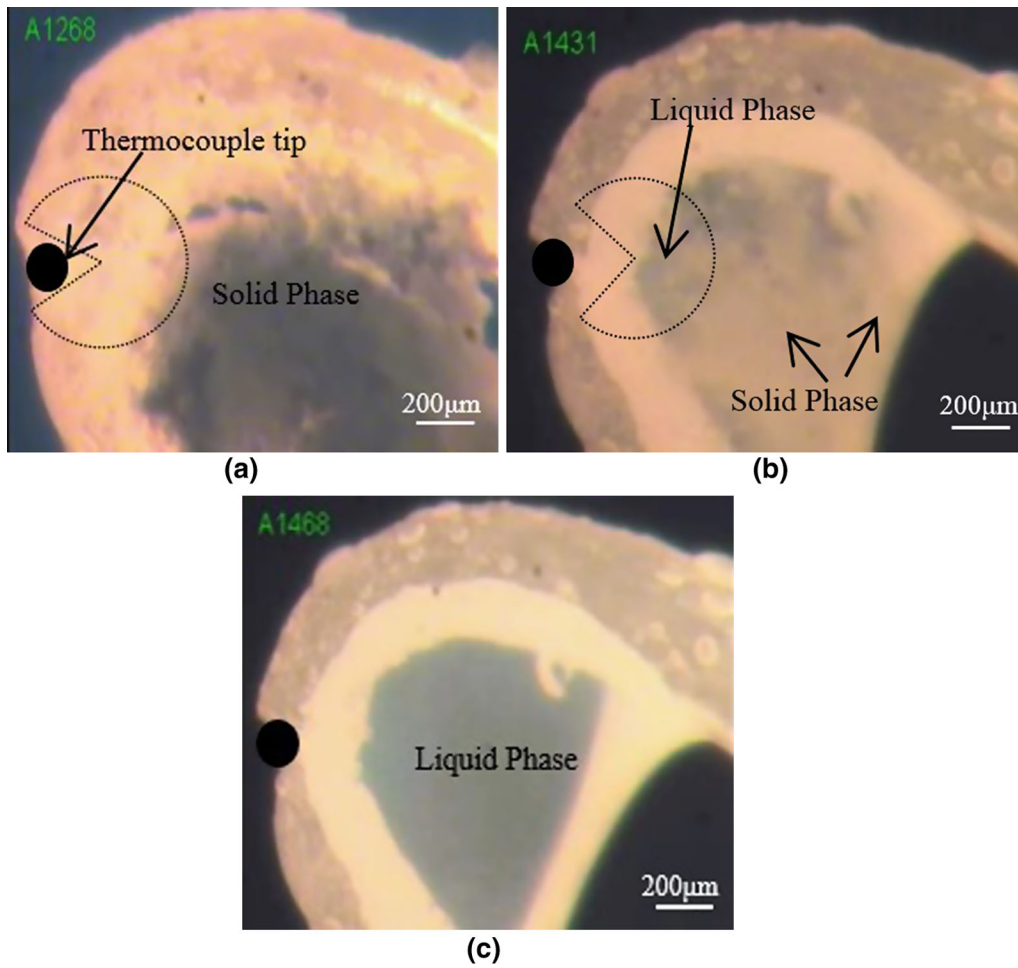 A1268
Thermocouple tip
Solid Phase
200μm
(a)
A1431
Liquid Phase
Solid Phase
200μm
(b)
A1468
Liquid Phase
200μm
(c)